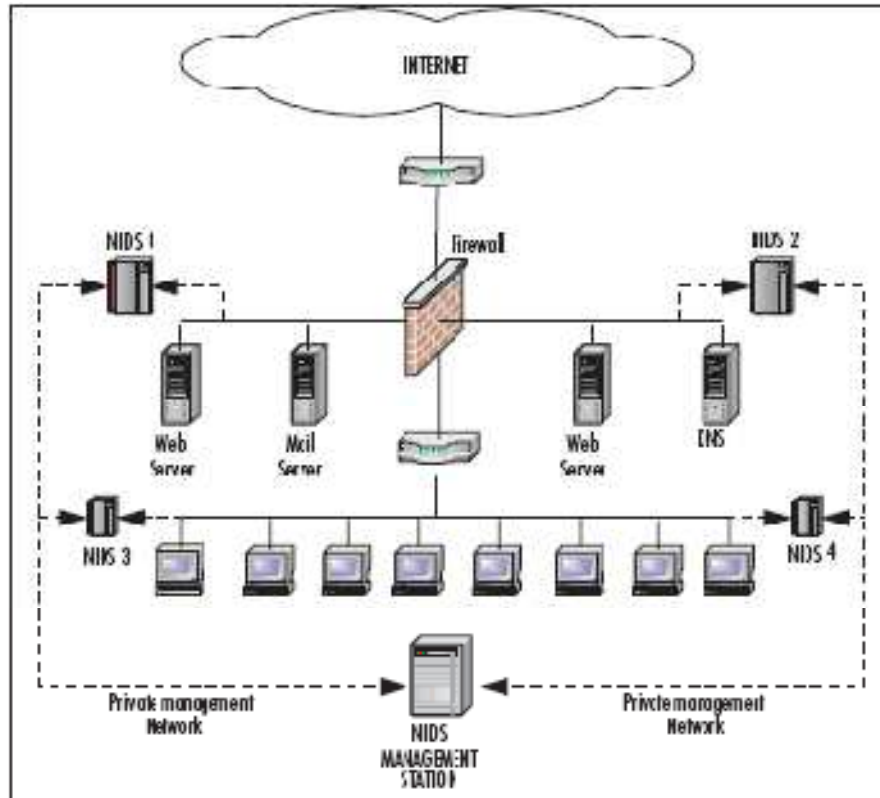 INTERNET
NIDS 1
Firewall
NIDS 2
Web
Server
Mail
Server
Web
Server
DNS
NIDS 3
NIDS 4
Private management
Network
NIDS
MANAGEMENT
STATION
Private management
Network